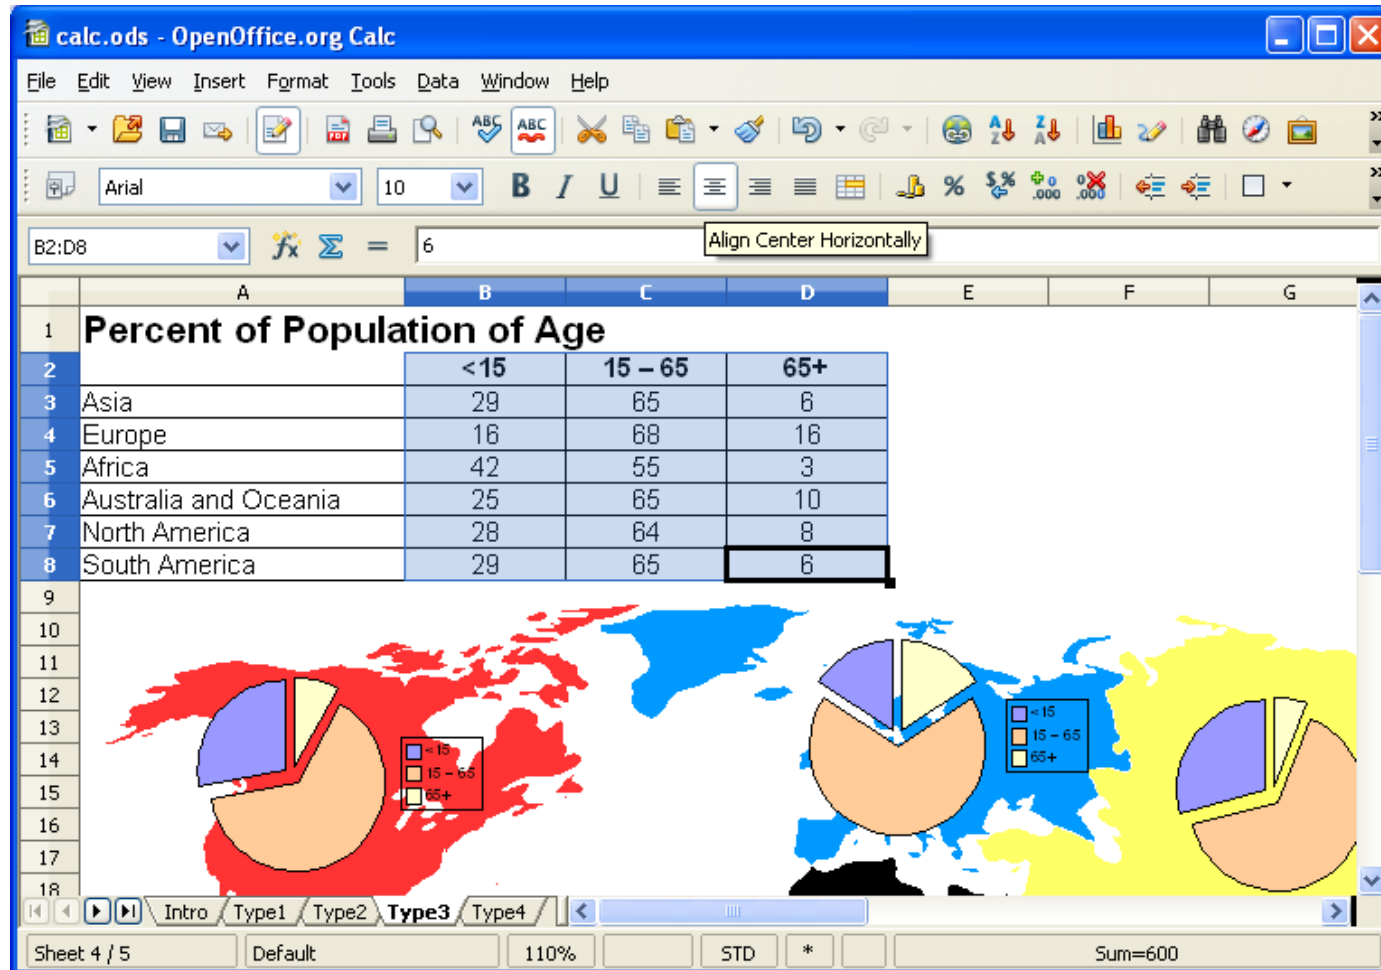 calc.ods - OpenOffice.org Calc
File Edit View Insert Format Tools Data Window Help
ABC ABC
Arial 10 B I U % $%
B2:D8 fx Σ = 6
Align Center Horizontally
A B C D E F G
1 Percent of Population of Age
2 <15 15 – 65 65+
3 Asia 29 65 6
4 Europe 16 68 16
5 Africa 42 55 3
6 Australia and Oceania 25 65 10
7 North America 28 64 8
8 South America 29 65 6
9
10
11
12
13
14
15
16
17
18
<15
15 – 65
65+
<15
15 – 65
65+
Intro Type1 Type2 Type3 Type4
Sheet 4 / 5 Default 110% STD * Sum=600